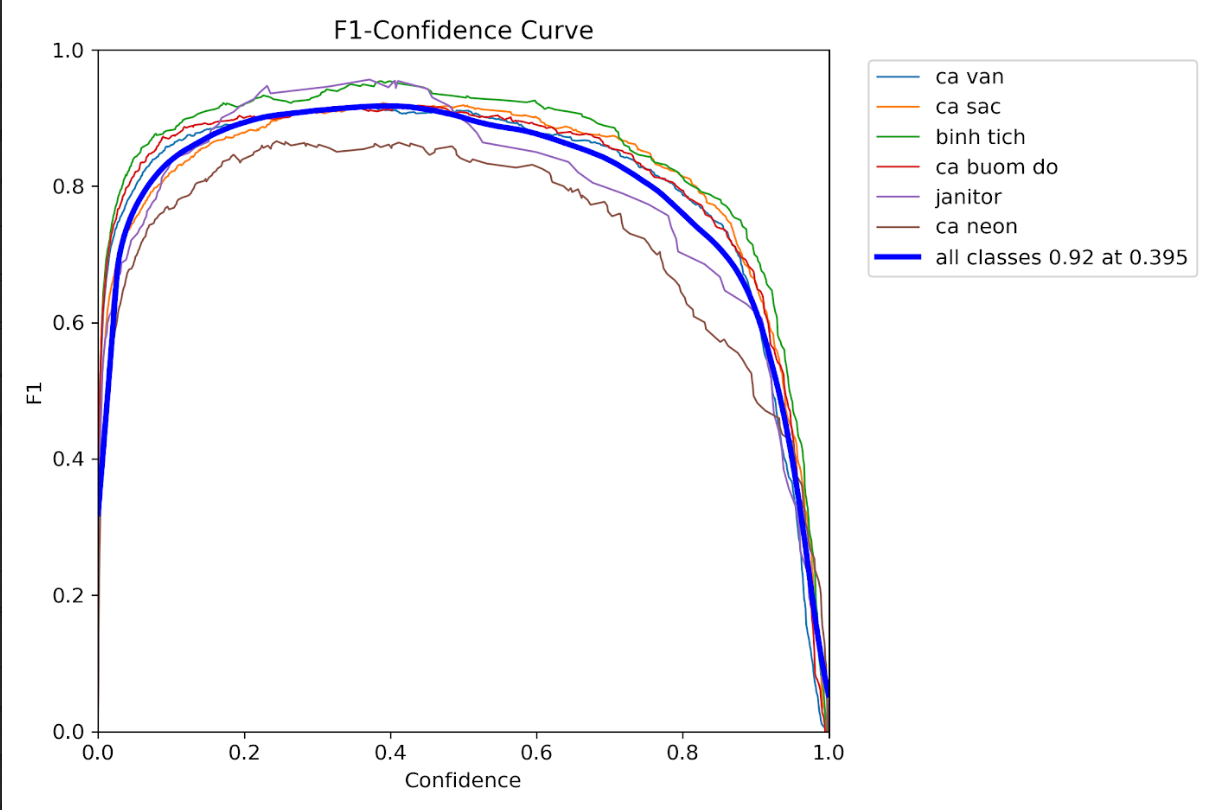 F1-Confidence Curve
1.0
0.8
0.6
0.4
0.2
0.0
F1
0.0 0.2 0.4 0.6 0.8 1.0
Confidence
ca van
ca sac
binh tich
ca buom do
janitor
ca neon
all classes 0.92 at 0.395